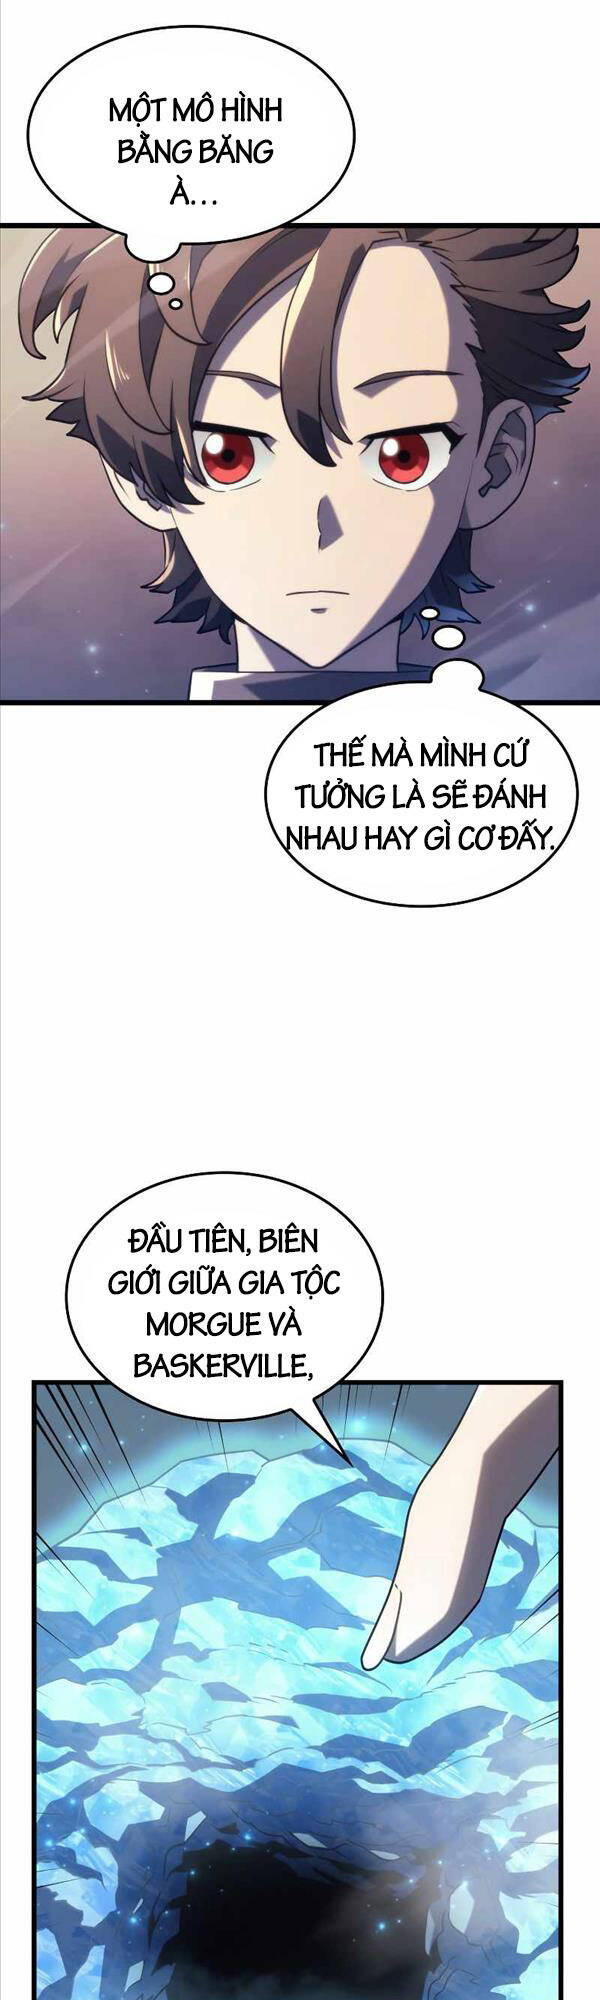 MỘT MÔ HÌNH
BẰNG BĂNG
À...
THẾ MÀ MÌNH CỨ
TƯỞNG LÀ SẼ ĐÁNH
NHAU HAY GÌ CƠ ĐẤY.
ĐẦU TIÊN, BIÊN
GIỚI GIỮA GIA TỘC
MORGUE VÀ
BASKERVILLE,